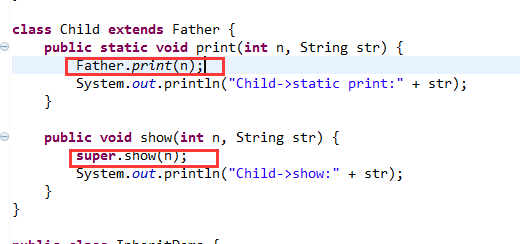 class Child extends Father {
public static void print(int n, String str) {
Father.print(n);
System.out.println("Child->static print:" + str);
}
public void show(int n, String str) {
super.show(n);
System.out.println("Child->show:" + str);
}
}